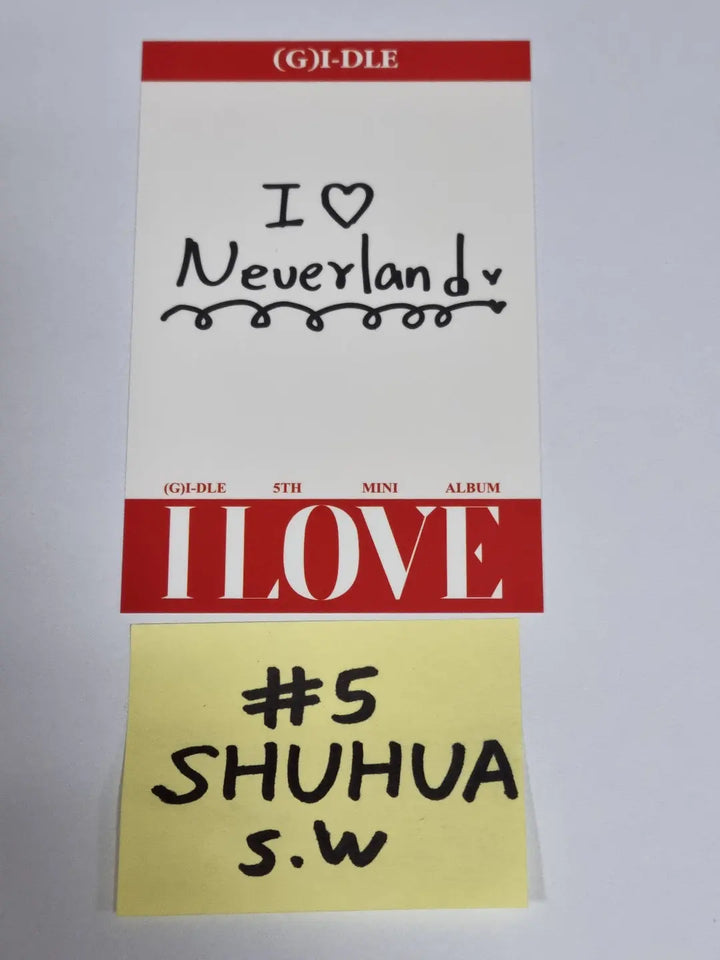 (G)I-DLE
I ♡
Neverland
(G)I-DLE 5TH MINI ALBUM
I LOVE
#5
SHUHUA
S.W